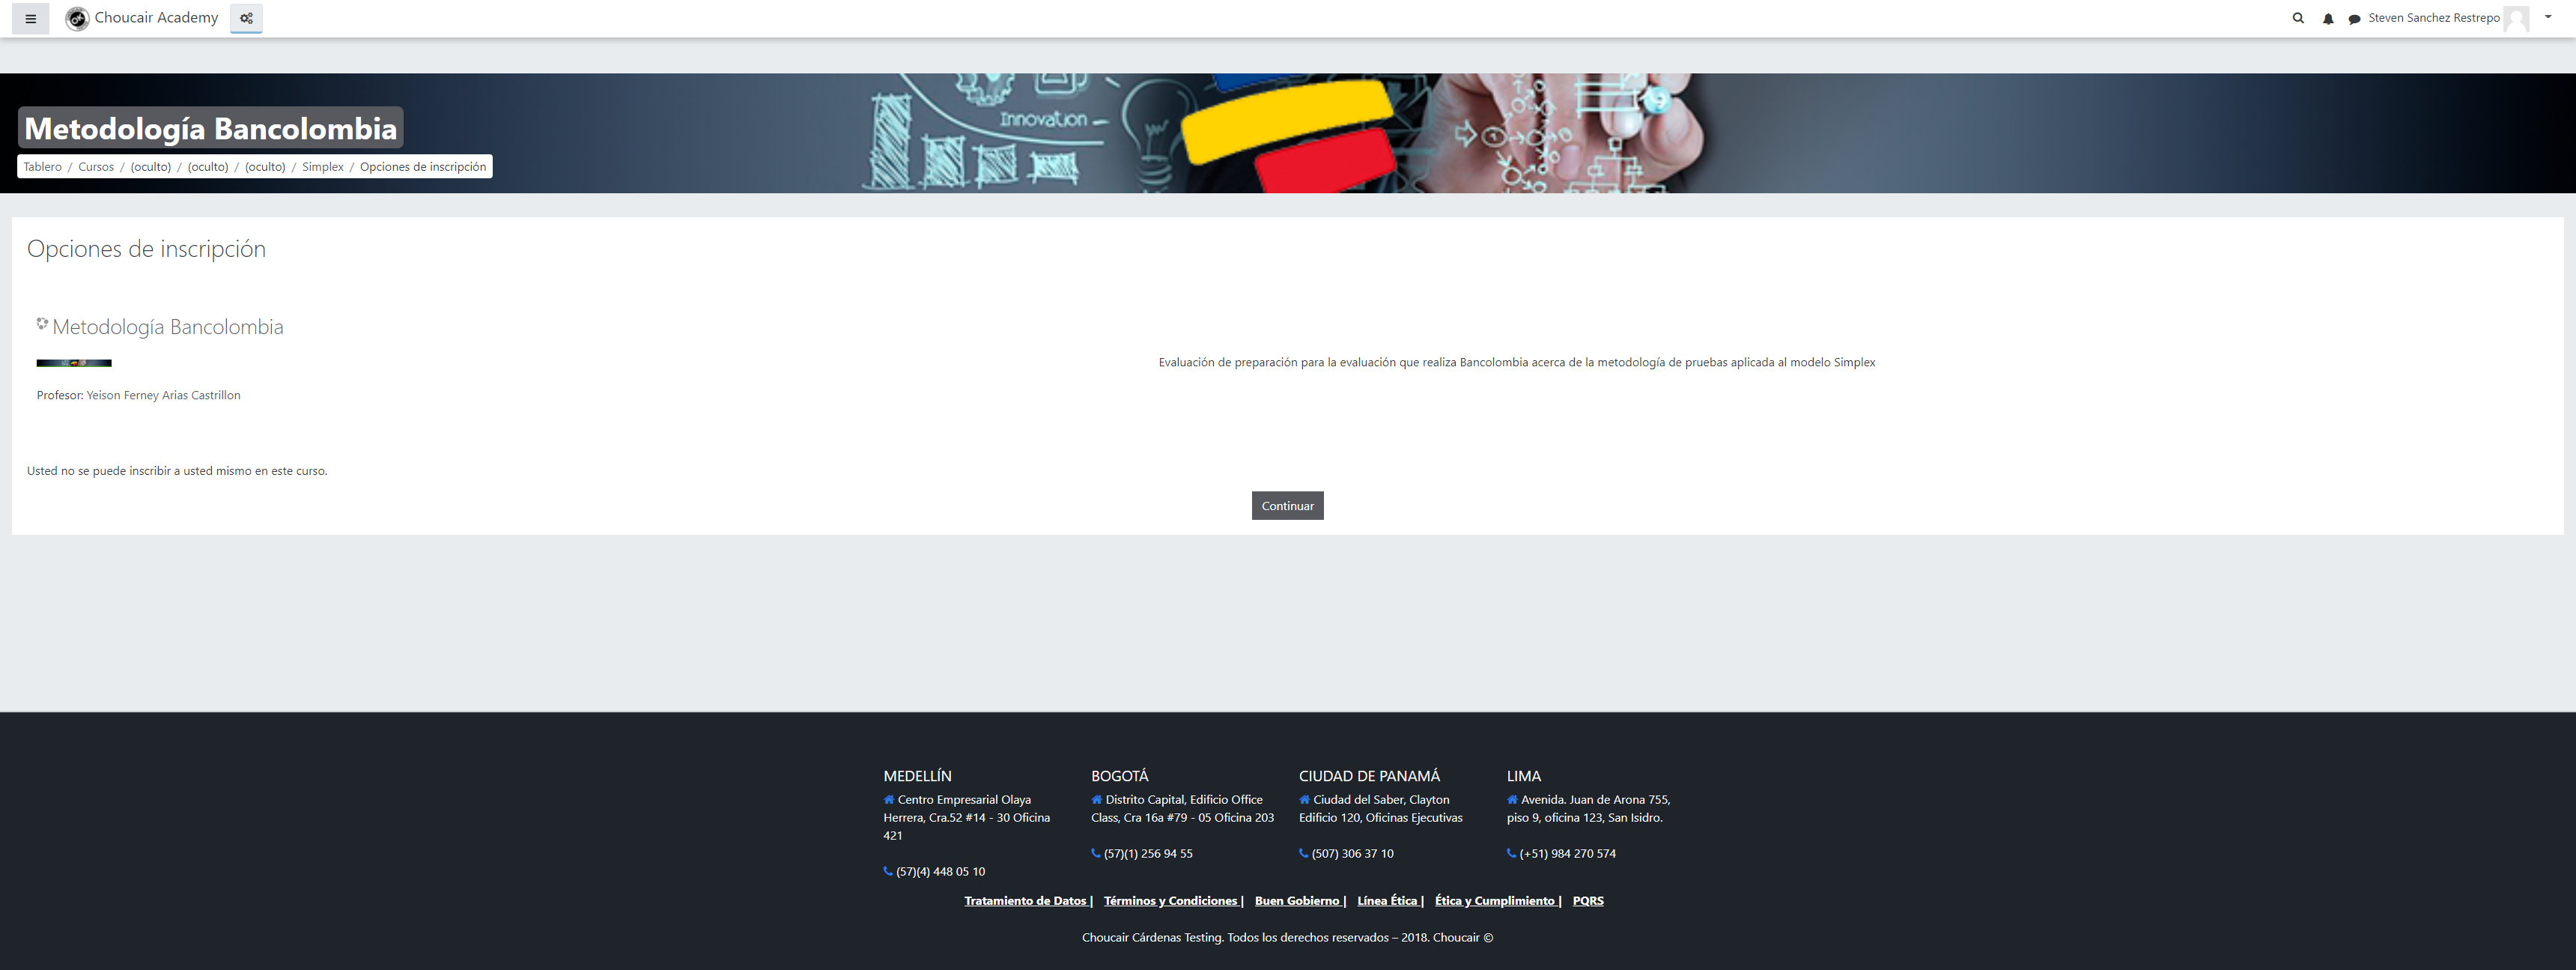 Choucair Academy
Steven Sanchez Restrepo
Innovation
Metodología Bancolombia
Tablero / Cursos / (oculto) / (oculto) / (oculto) / Simplex / Opciones de inscripción
Opciones de inscripción
Metodología Bancolombia
Evaluación de preparación para la evaluación que realiza Bancolombia acerca de la metodología de pruebas aplicada al modelo Simplex
Profesor: Yeison Ferney Arias Castrillon
Usted no se puede inscribir a usted mismo en este curso.
Continuar
MEDELLÍN
Centro Empresarial Olaya
Herrera, Cra.52 #14 - 30 Oficina
421
(57)(4) 448 05 10
BOGOTÁ
Distrito Capital, Edificio Office
Class, Cra 16a #79 - 05 Oficina 203
(57)(1) 256 94 55
CIUDAD DE PANAMÁ
Ciudad del Saber, Clayton
Edificio 120, Oficinas Ejecutivas
(507) 306 37 10
LIMA
Avenida. Juan de Arona 755,
piso 9, oficina 123, San Isidro.
(+51) 984 270 574
Tratamiento de Datos | Términos y Condiciones | Buen Gobierno | Línea Ética | Ética y Cumplimiento | PQRS
Choucair Cárdenas Testing. Todos los derechos reservados – 2018. Choucair ©